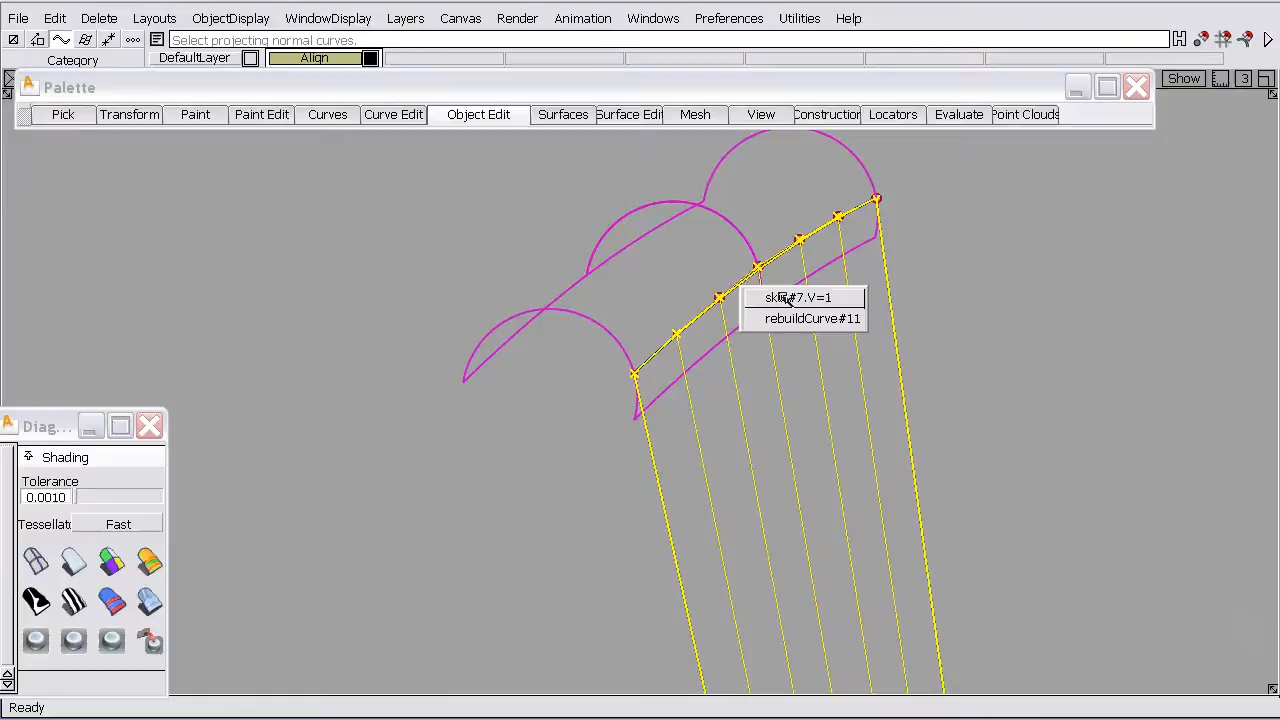 File Edit Delete Layouts ObjectDisplay WindowDisplay Layers Canvas Render Animation Windows Preferences Utilities Help
Select projecting normal curves.
Category DefaultLayer Align
Show 3
Palette
Pick Transform Paint Paint Edit Curves Curve Edit Object Edit Surfaces Surface Edi Mesh View Construction Locators Evaluate Point Clouds
#7.V=1
rebuildCurve#11
Diag...
Shading
Tolerance
0.0010
Tessellat Fast
Ready